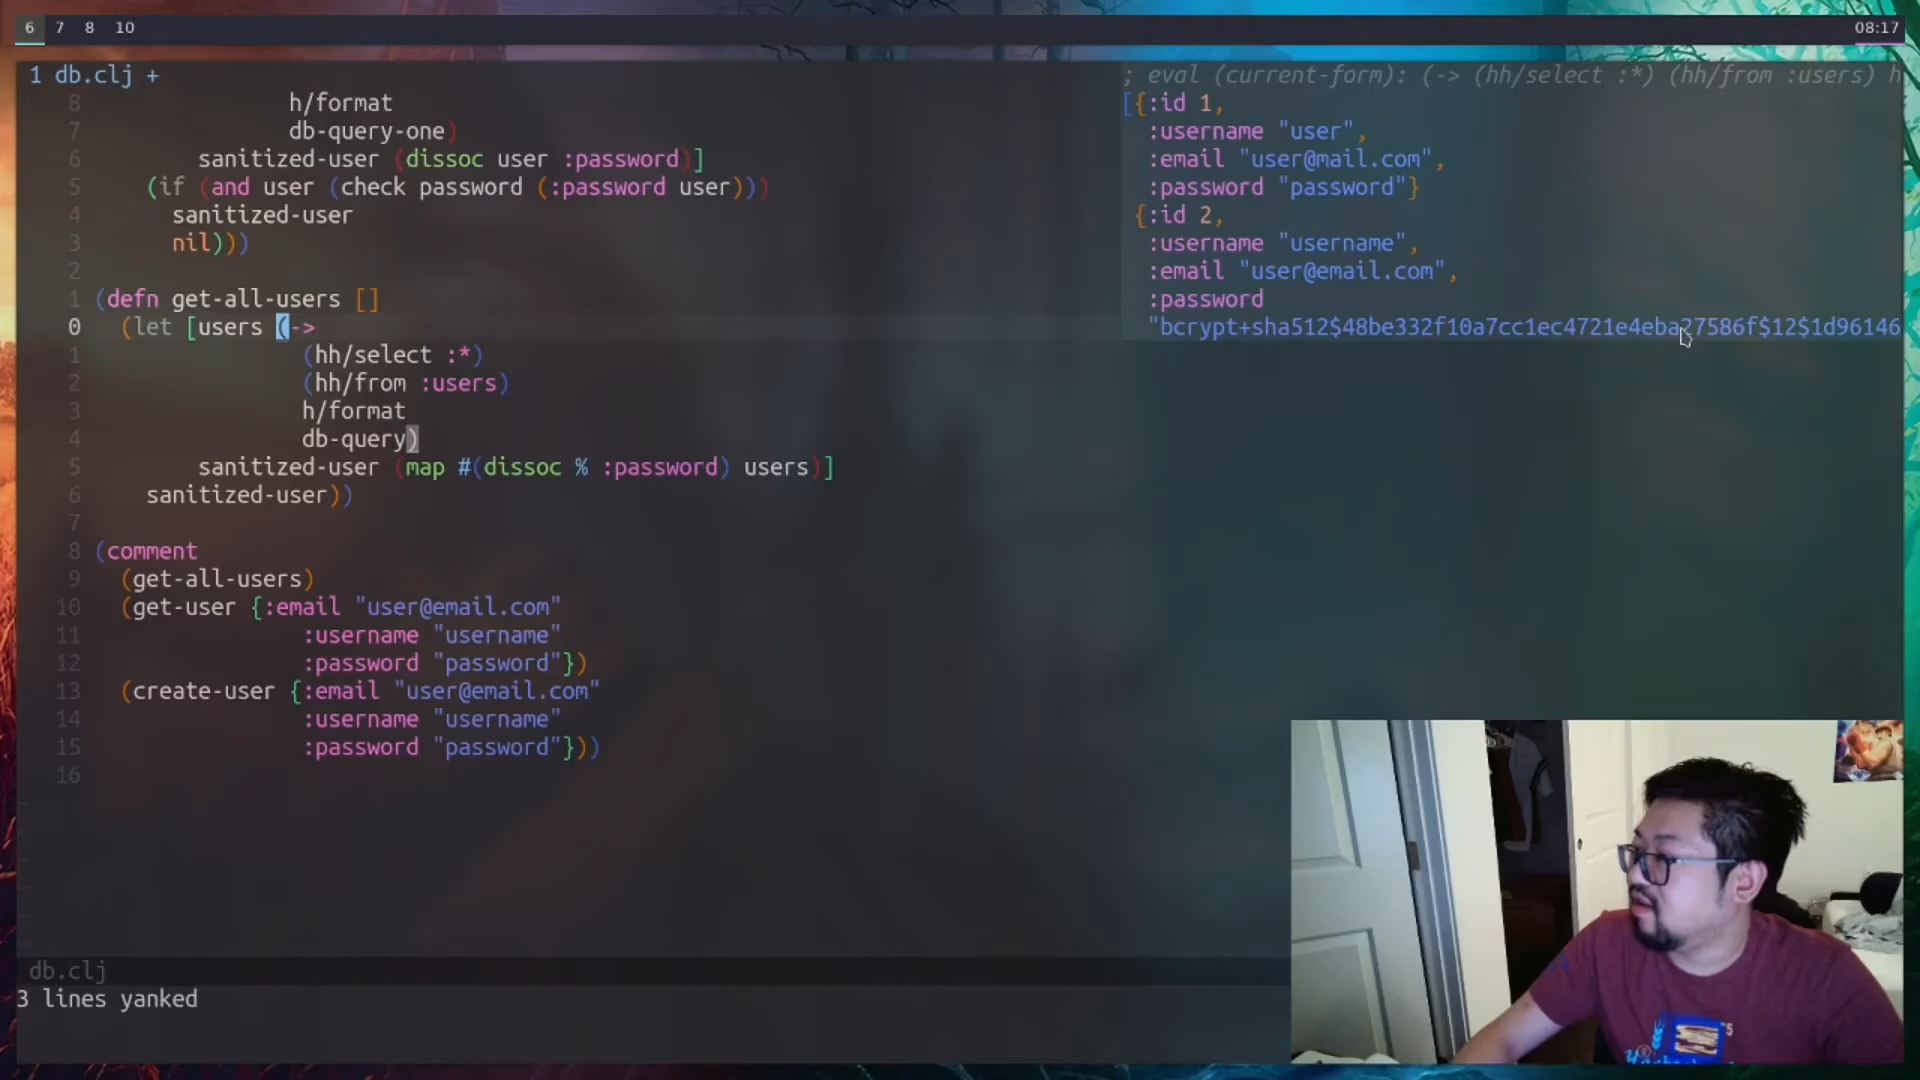 6 7 8 10
08:17
1 db.clj +
8 h/format
7 db-query-one)
6 sanitized-user (dissoc user :password)]
5 (if (and user (check password (:password user)))
4 sanitized-user
3 nil)))
2
1 (defn get-all-users []
0 (let [users (->
1 (hh/select :*)
2 (hh/from :users)
3 h/format
4 db-query)
5 sanitized-user (map #(dissoc % :password) users)]
6 sanitized-user))
7
8 (comment
9 (get-all-users)
10 (get-user {:email "user@email.com"
11 :username "username"
12 :password "password"})
13 (create-user {:email "user@email.com"
14 :username "username"
15 :password "password"}))
16
; eval (current-form): (-> (hh/select :*) (hh/from :users) h
[{:id 1,
:username "user",
:email "user@mail.com",
:password "password"}
{:id 2,
:username "username",
:email "user@email.com",
:password
"bcrypt+sha512$48be332f10a7cc1ec4721e4eba27586f$12$1d96146
db.clj
3 lines yanked